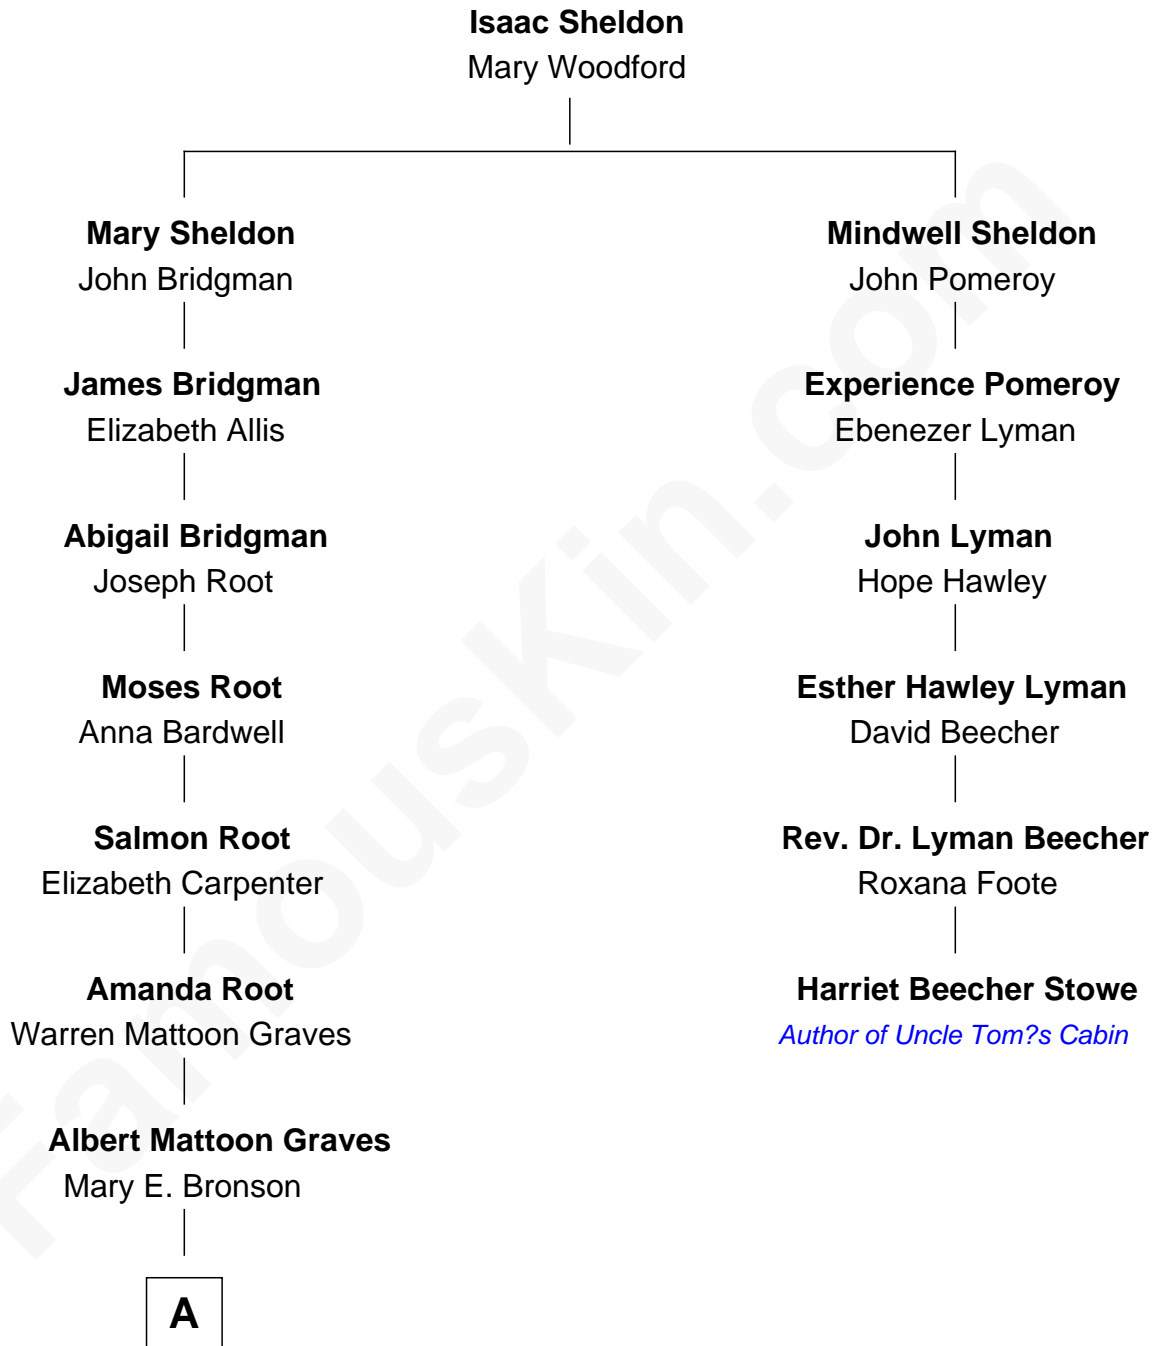 Isaac Sheldon
Mary Woodford
Mary Sheldon
John Bridgman
Mindwell Sheldon
John Pomeroy
James Bridgman
Elizabeth Allis
Experience Pomeroy
Ebenezer Lyman
Abigail Bridgman
Joseph Root
John Lyman
Hope Hawley
Moses Root
Anna Bardwell
Esther Hawley Lyman
David Beecher
Salmon Root
Elizabeth Carpenter
Rev. Dr. Lyman Beecher
Roxana Foote
Amanda Root
Warren Mattoon Graves
Harriet Beecher Stowe
Author of Uncle Tom?s Cabin
Albert Mattoon Graves
Mary E. Bronson
A
FamousKin.com